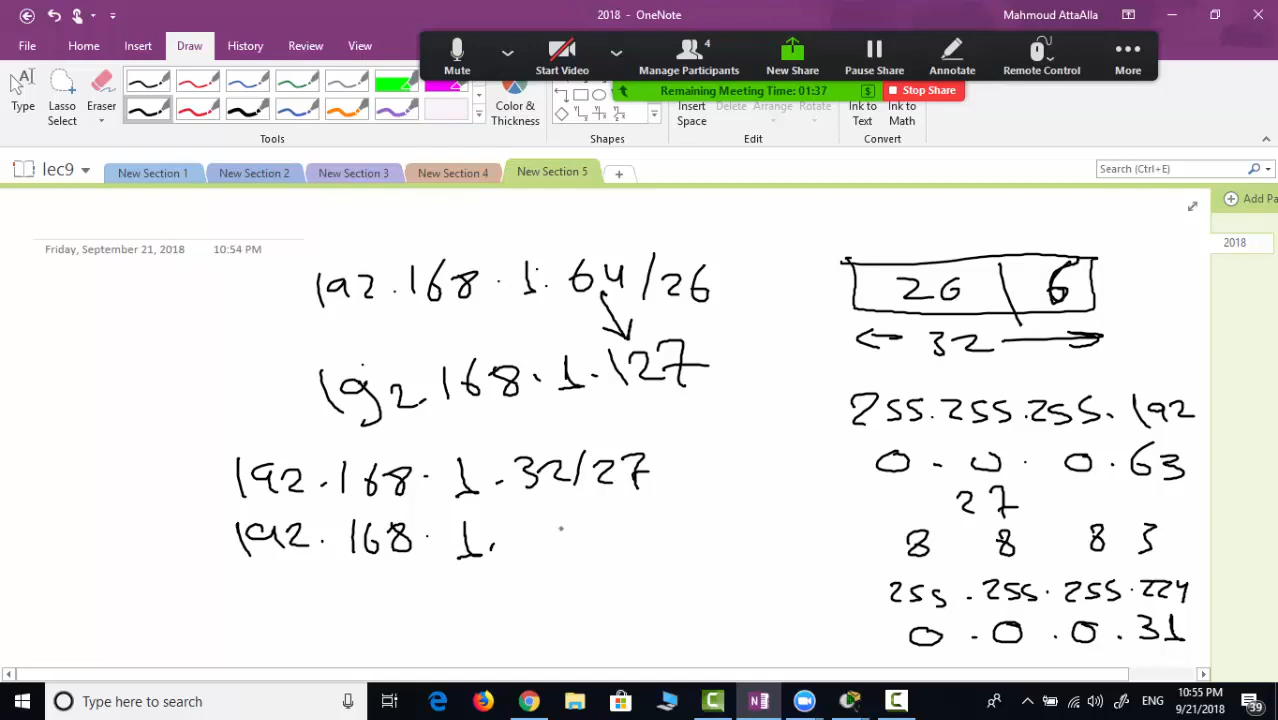 2018 - OneNote
Mahmoud AttaAlla
File Home Insert Draw History Review View
Mute Start Video 4 Manage Participants New Share Pause Share Annotate Remote Control More
Remaining Meeting Time: 01:37 $ Stop Share
Type Lasso Select Eraser Color & Thickness Insert Space Delete Arrange Rotate Ink to Text Ink to Math
Tools Shapes Edit Convert
lec9 New Section 1 New Section 2 New Section 3 New Section 4 New Section 5 + Search (Ctrl+E)
Add Pa
2018
Friday, September 21, 2018 10:54 PM
192.168.1.64/26
192.168.1.127
192.168.1.32/27
192.168.1.
26 6
32
255.255.255.192
0.0.0.63
27
8 8 8 3
255.255.255.224
0.0.0.31
Type here to search
ENG
10:55 PM
9/21/2018
39